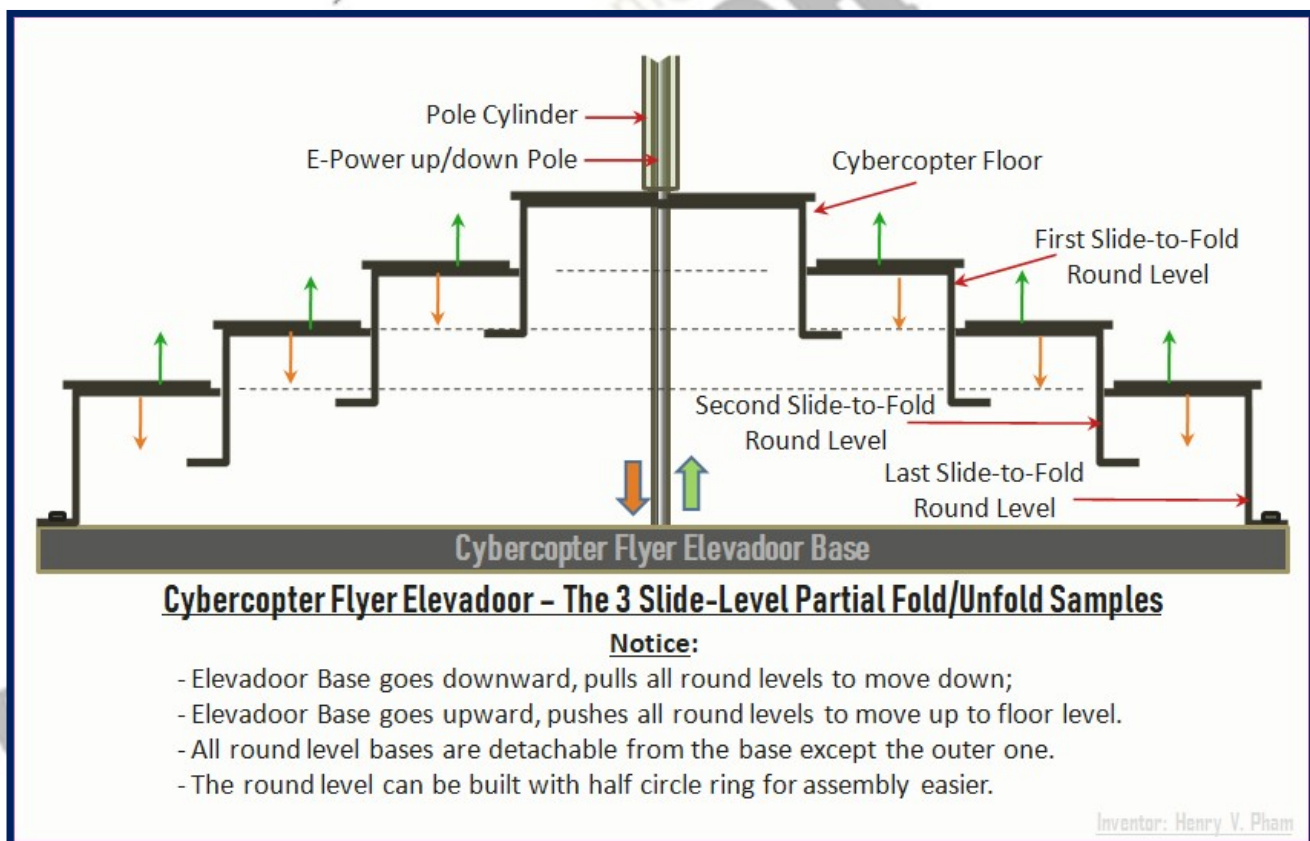 Pole Cylinder
E-Power up/down Pole
Cybercopter Floor
First Slide-to-Fold
Round Level
Second Slide-to-Fold
Round Level
Last Slide-to-Fold
Round Level
Cybercopter Flyer Elevadoor Base
Cybercopter Flyer Elevadoor – The 3 Slide-Level Partial Fold/Unfold Samples
Notice:
- Elevadoor Base goes downward, pulls all round levels to move down;
- Elevadoor Base goes upward, pushes all round levels to move up to floor level.
- All round level bases are detachable from the base except the outer one.
- The round level can be built with half circle ring for assembly easier.
Inventor: Henry V. Pham